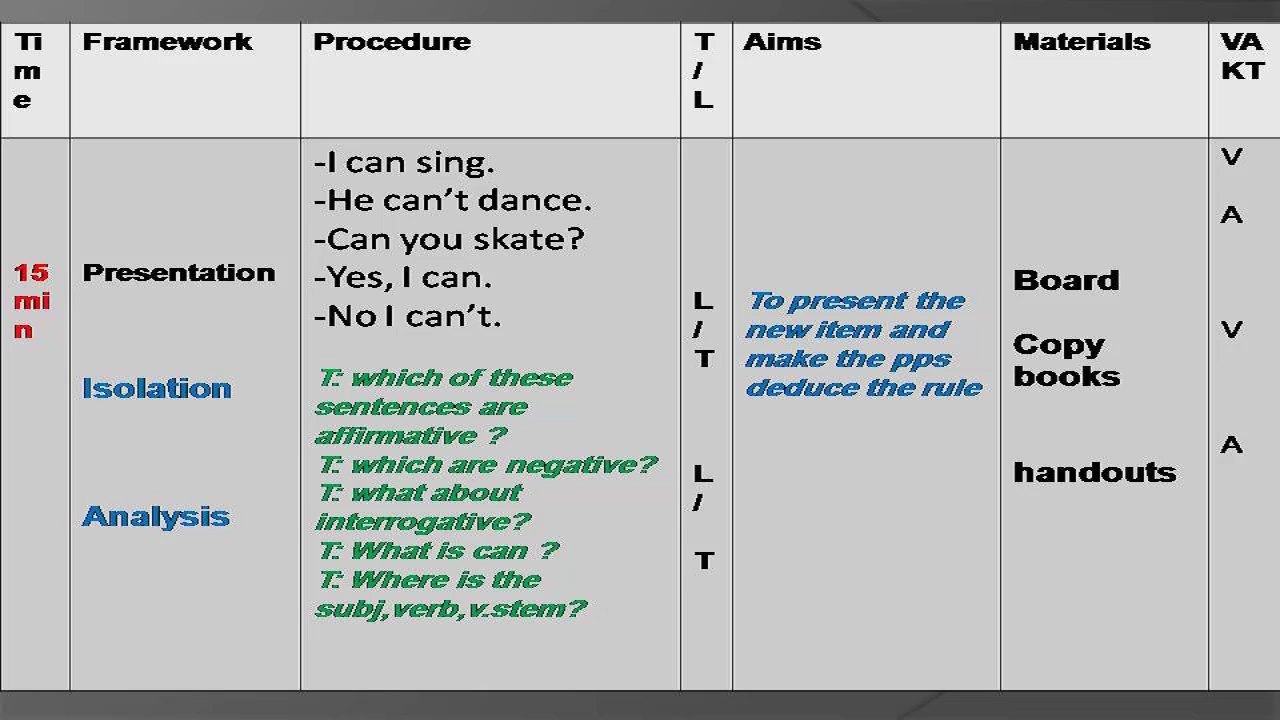 Ti
m
e
Framework
Procedure
T
/
L
Aims
Materials
VA
KT
15
mi
n
Presentation
Isolation
Analysis
-I can sing.
-He can't dance.
-Can you skate?
-Yes, I can.
-No I can't.
T: which of these
sentences are
affirmative ?
T: which are negative?
T: what about
interrogative?
T: What is can ?
T: Where is the
subj,verb,v.stem?
L
/
T
L
/
T
To present the
new item and
make the pps
deduce the rule
Board
Copy
books
handouts
V
A
V
A